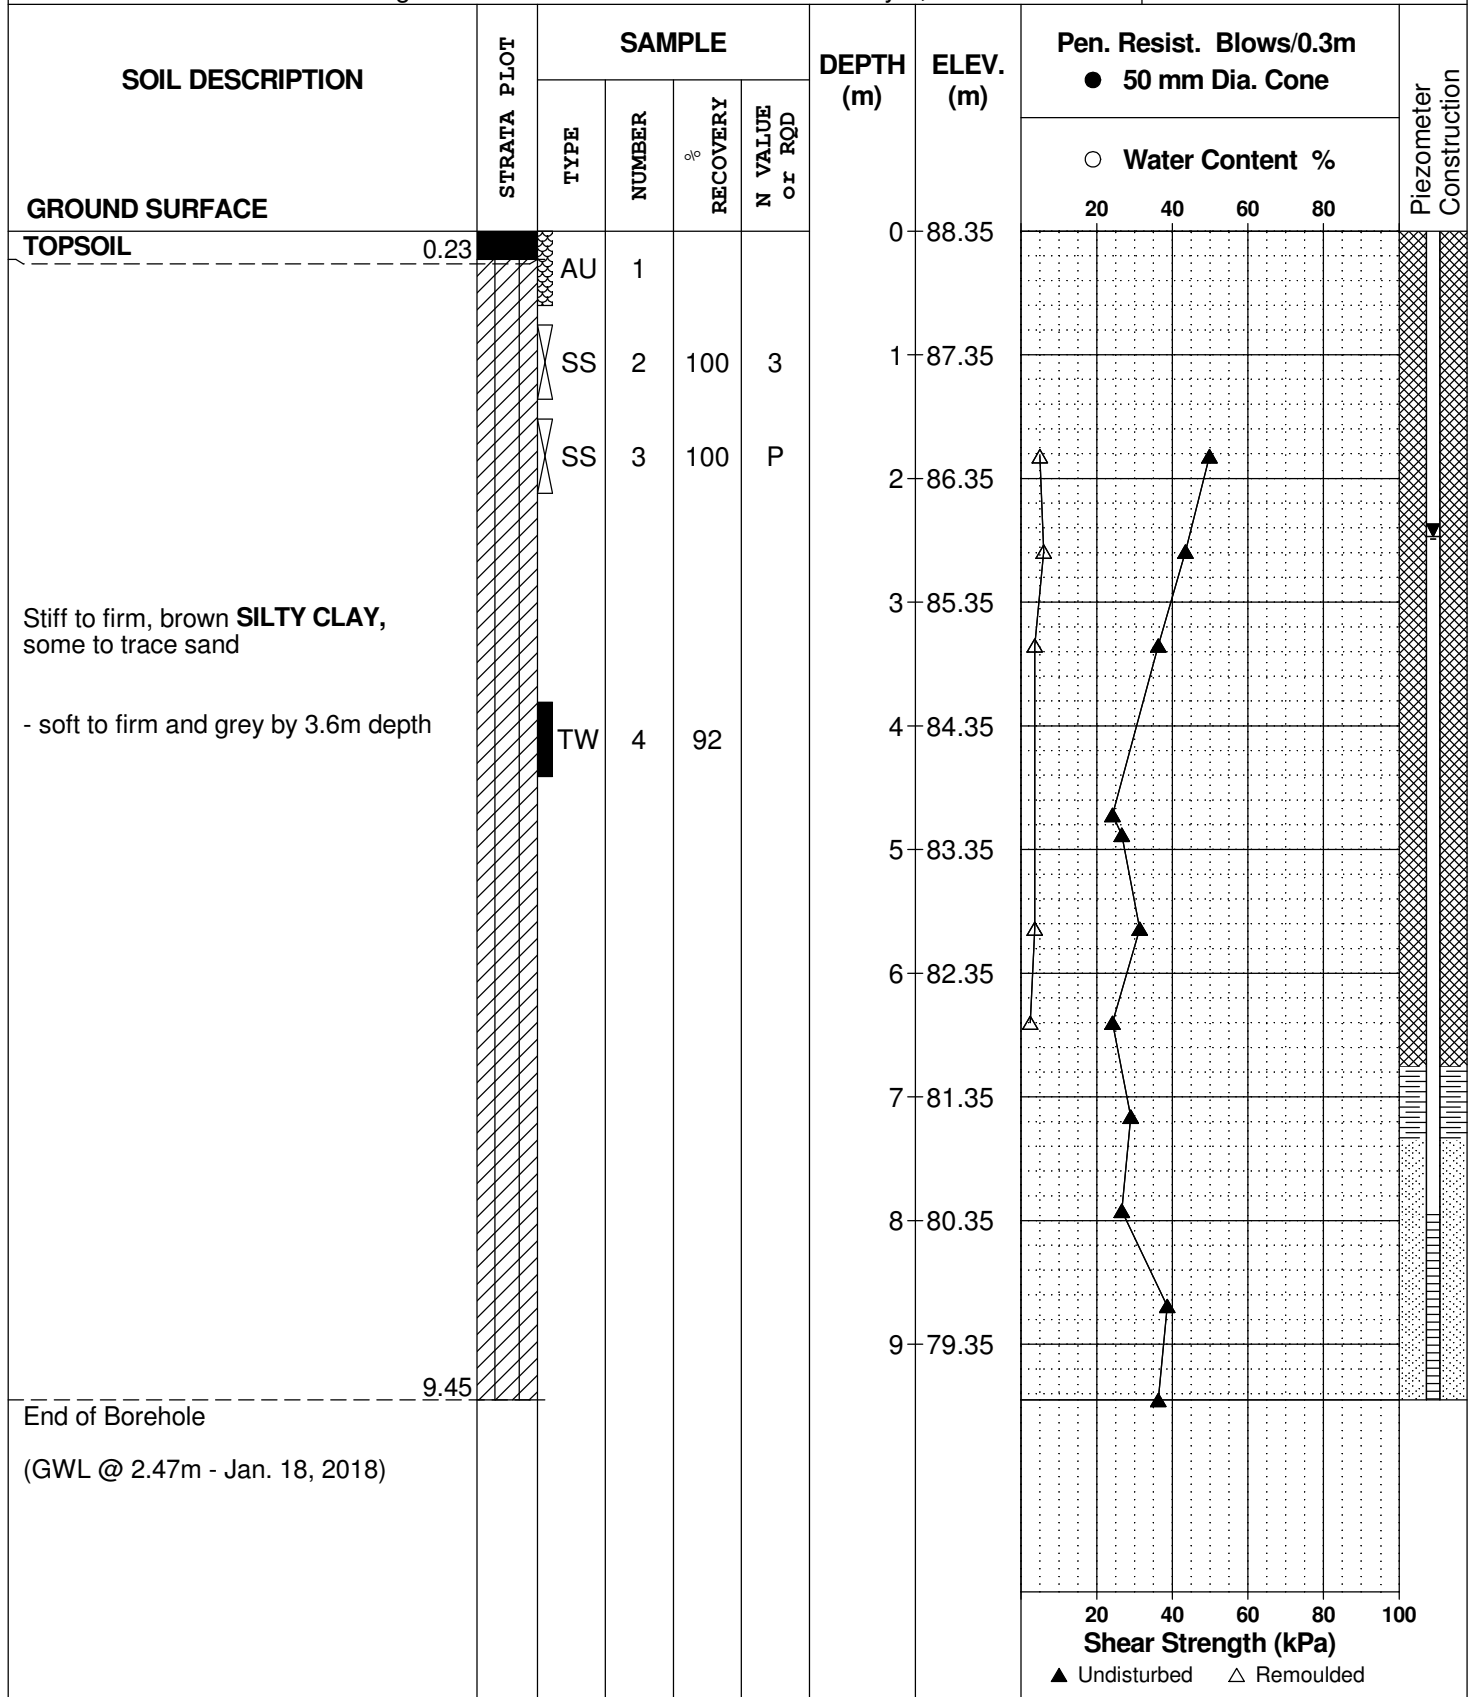 SOIL DESCRIPTION
GROUND SURFACE
STRATA PLOT
SAMPLE
TYPE
NUMBER
%
RECOVERY
N VALUE
or RQD
DEPTH
(m)
ELEV.
(m)
Pen. Resist. Blows/0.3m
● 50 mm Dia. Cone
○ Water Content %
20 40 60 80
Piezometer
Construction
TOPSOIL 0.23
AU 1
SS 2 100 3
SS 3 100 P
Stiff to firm, brown SILTY CLAY,
some to trace sand
- soft to firm and grey by 3.6m depth
TW 4 92
9.45
End of Borehole
(GWL @ 2.47m - Jan. 18, 2018)
0 88.35
1 87.35
2 86.35
3 85.35
4 84.35
5 83.35
6 82.35
7 81.35
8 80.35
9 79.35
20 40 60 80 100
Shear Strength (kPa)
▲ Undisturbed △ Remoulded